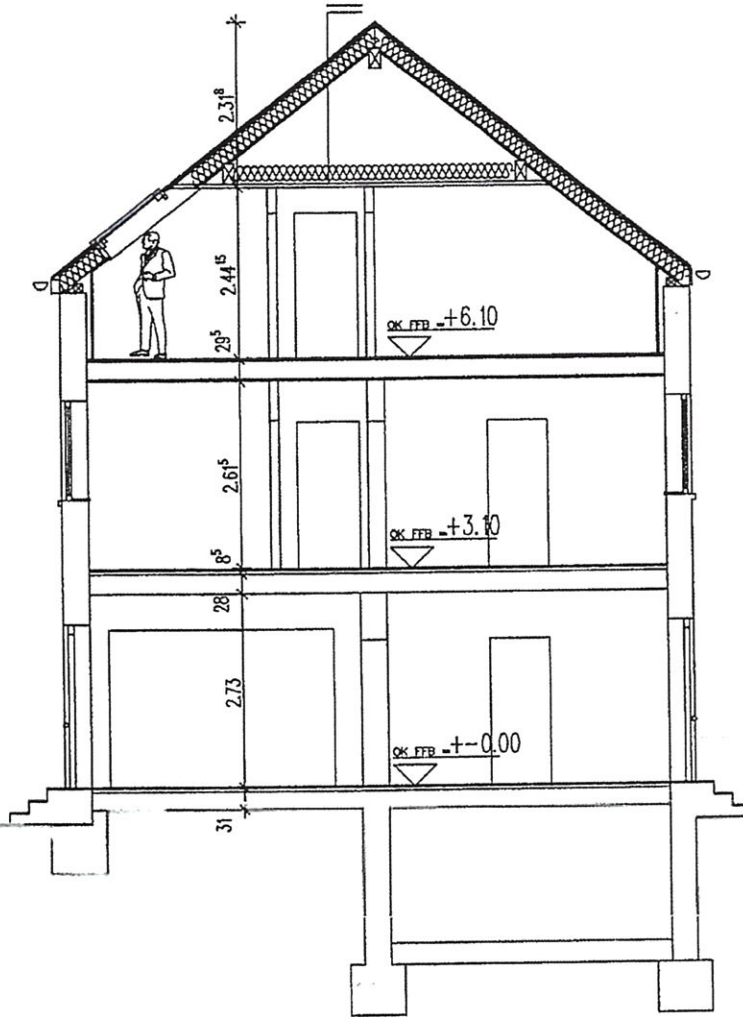 2.31⁸
2.44¹⁵
OK FFB =+6.10
29⁵
2.61⁵
OK FFB =+3.10
8⁵
28
2.73
OK FFB =+-0.00
31